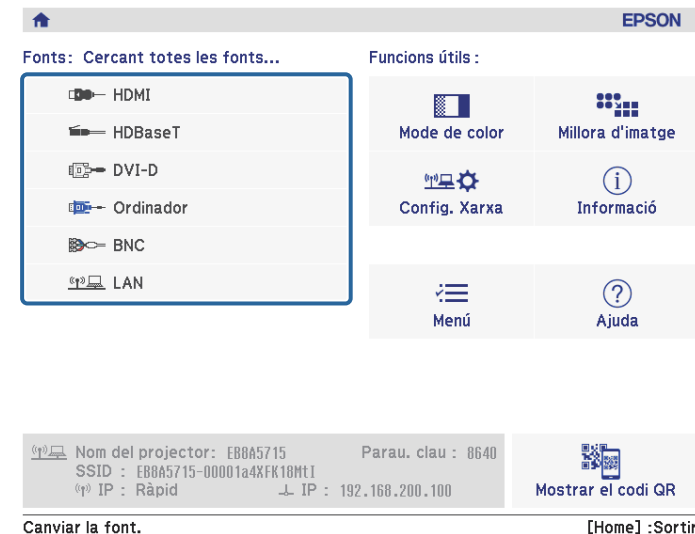 EPSON
Fonts: Cercant totes les fonts...
Funcions útils :
HDMI
HDBaseT
DVI-D
Ordinador
BNC
LAN
Mode de color
Millora d'imatge
Config. Xarxa
Informació
Menú
Ajuda
Nom del projector: EB8A5715 Parau. clau : 8640
SSID : EB8A5715-00001a4XFK18MtI
IP : Ràpid IP : 192.168.200.100
Mostrar el codi QR
Canviar la font.
[Home] :Sortir